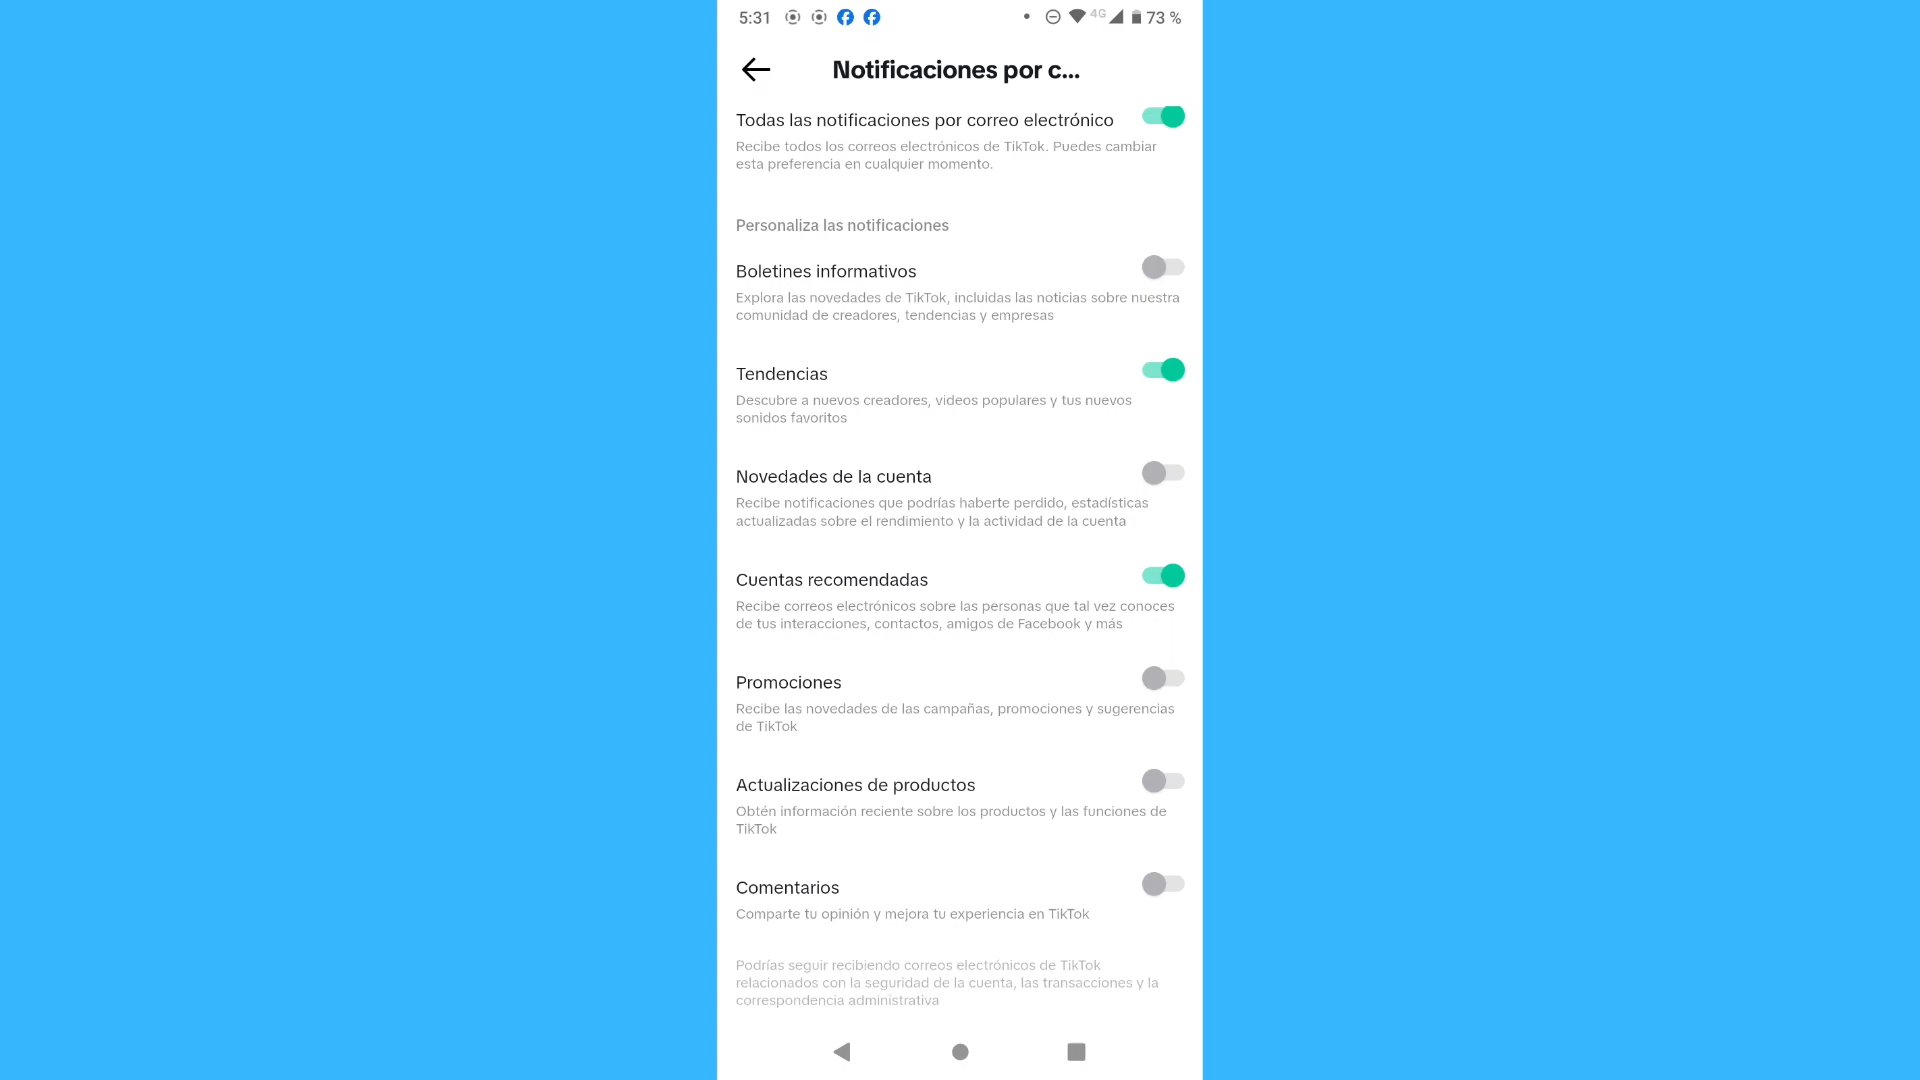 5:31
4G
73 %
Notificaciones por c...
Todas las notificaciones por correo electrónico
Recibe todos los correos electrónicos de TikTok. Puedes cambiar
esta preferencia en cualquier momento.
Personaliza las notificaciones
Boletines informativos
Explora las novedades de TikTok, incluidas las noticias sobre nuestra
comunidad de creadores, tendencias y empresas
Tendencias
Descubre a nuevos creadores, videos populares y tus nuevos
sonidos favoritos
Novedades de la cuenta
Recibe notificaciones que podrías haberte perdido, estadísticas
actualizadas sobre el rendimiento y la actividad de la cuenta
Cuentas recomendadas
Recibe correos electrónicos sobre las personas que tal vez conoces
de tus interacciones, contactos, amigos de Facebook y más
Promociones
Recibe las novedades de las campañas, promociones y sugerencias
de TikTok
Actualizaciones de productos
Obtén información reciente sobre los productos y las funciones de
TikTok
Comentarios
Comparte tu opinión y mejora tu experiencia en TikTok
Podrías seguir recibiendo correos electrónicos de TikTok
relacionados con la seguridad de la cuenta, las transacciones y la
correspondencia administrativa